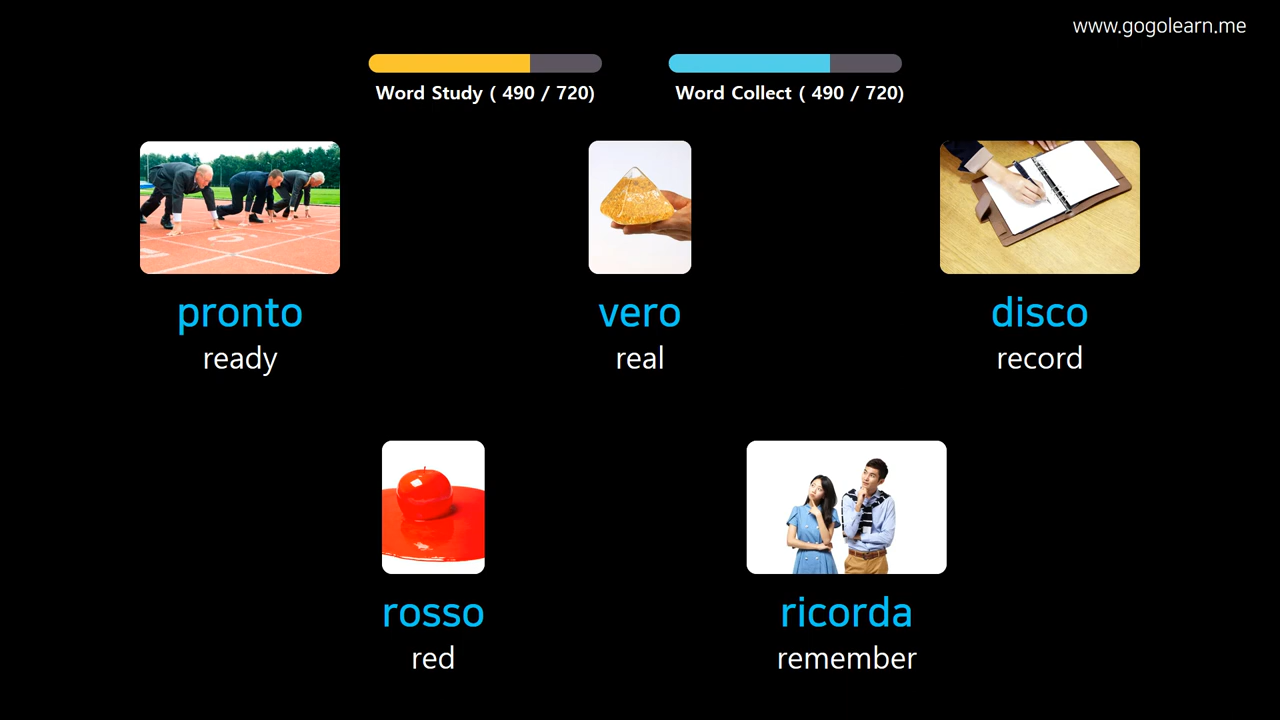 www.gogolearn.me
Word Study ( 490 / 720)
Word Collect ( 490 / 720)
pronto
ready
vero
real
disco
record
rosso
red
ricorda
remember